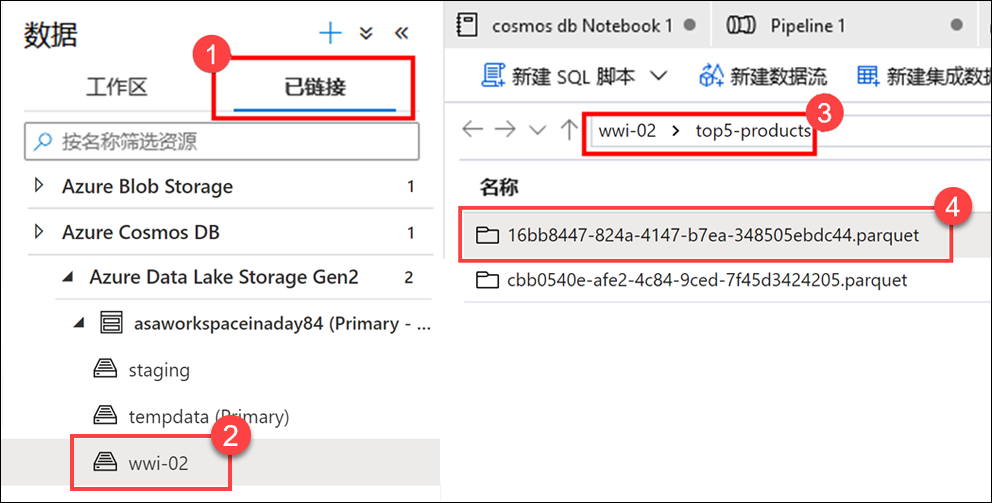 数据
1
工作区
已链接
按名称筛选资源
Azure Blob Storage 1
Azure Cosmos DB 1
Azure Data Lake Storage Gen2 2
asaworkspaceinaday84 (Primary - ...
staging
tempdata (Primary)
2
wwi-02
cosmos db Notebook 1
Pipeline 1
新建 SQL 脚本
新建数据流
新建集成数据
3
wwi-02 > top5-products
名称
4
16bb8447-824a-4147-b7ea-348505ebdc44.parquet
cbb0540e-afe2-4c84-9ced-7f45d3424205.parquet